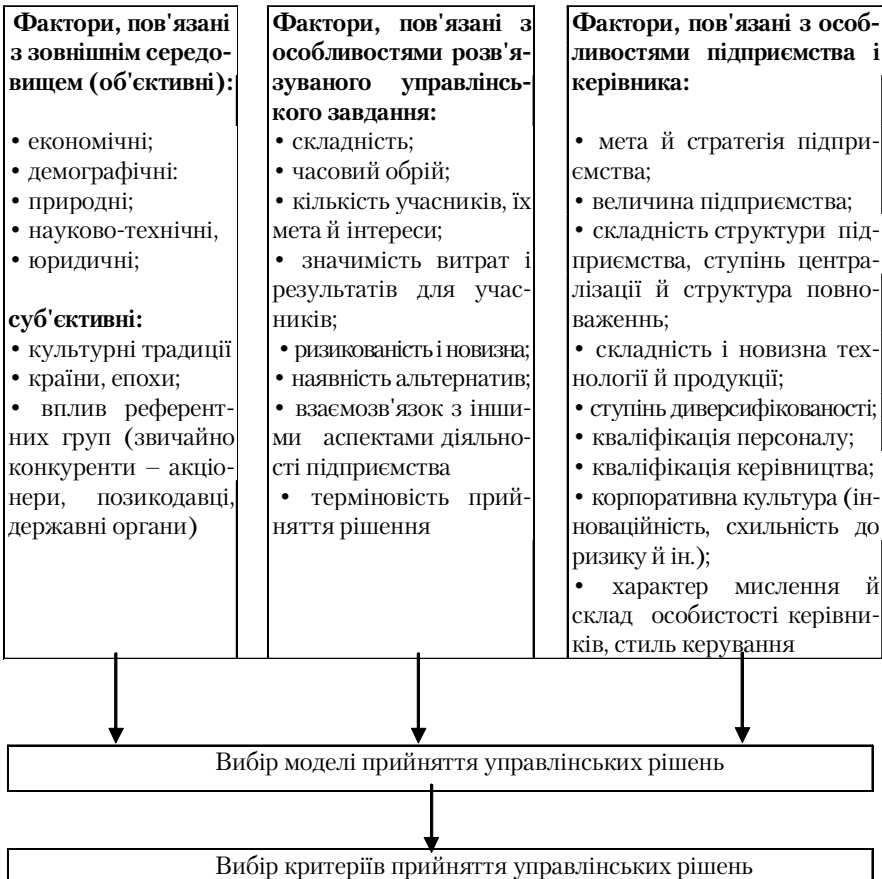 Фактори, пов'язані
з зовнішнім середо-
вищем (об'єктивні):
• економічні;
• демографічні:
• природні;
• науково-технічні,
• юридичні;
суб'єктивні:
• культурні традиції
• країни, епохи;
• вплив референт-
них груп (звичайно
конкуренти – акціо-
нери, позикодавці,
державні органи)
Фактори, пов'язані з
особливостями розв'я-
зуваного управлінсь-
кого завдання:
• складність;
• часовий обрій;
• кількість учасників, їх
мета й інтереси;
• значимість витрат і
результатів для учас-
ників;
• ризикованість і новизна;
• наявність альтернатив;
• взаємозв'язок з інши-
ми аспектами діяльно-
сті підприємства
• терміновість прий-
няття рішення
Фактори, пов'язані з особ-
ливостями підприємства і
керівника:
• мета й стратегія підпри-
ємства;
• величина підприємства;
• складність структури під-
приємства, ступінь центра-
лізації й структура повно-
важеннь;
• складність і новизна тех-
нології й продукції;
• ступінь диверсифікованості;
• кваліфікація персоналу;
• кваліфікація керівництва;
• корпоративна культура (ін-
новаційність, схильність до
ризику й ін.);
• характер мислення й
склад особистості керівни-
ків, стиль керування
Вибір моделі прийняття управлінських рішень
Вибір критеріїв прийняття управлінських рішень